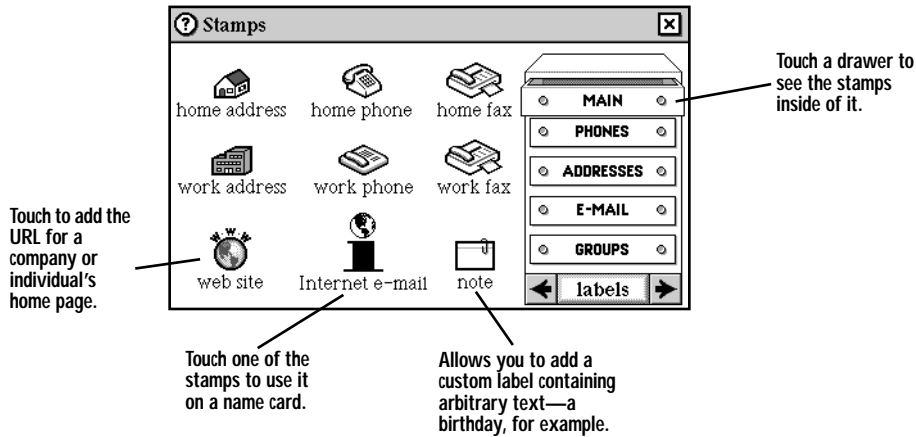 Stamps
home address
home phone
home fax
work address
work phone
work fax
W.W.W
web site
Internet e-mail
note
MAIN
PHONES
ADDRESSES
E-MAIL
GROUPS
labels
Touch a drawer to
see the stamps
inside of it.
Touch to add the
URL for a
company or
individual's
home page.
Touch one of the
stamps to use it
on a name card.
Allows you to add a
custom label containing
arbitrary text—a
birthday, for example.